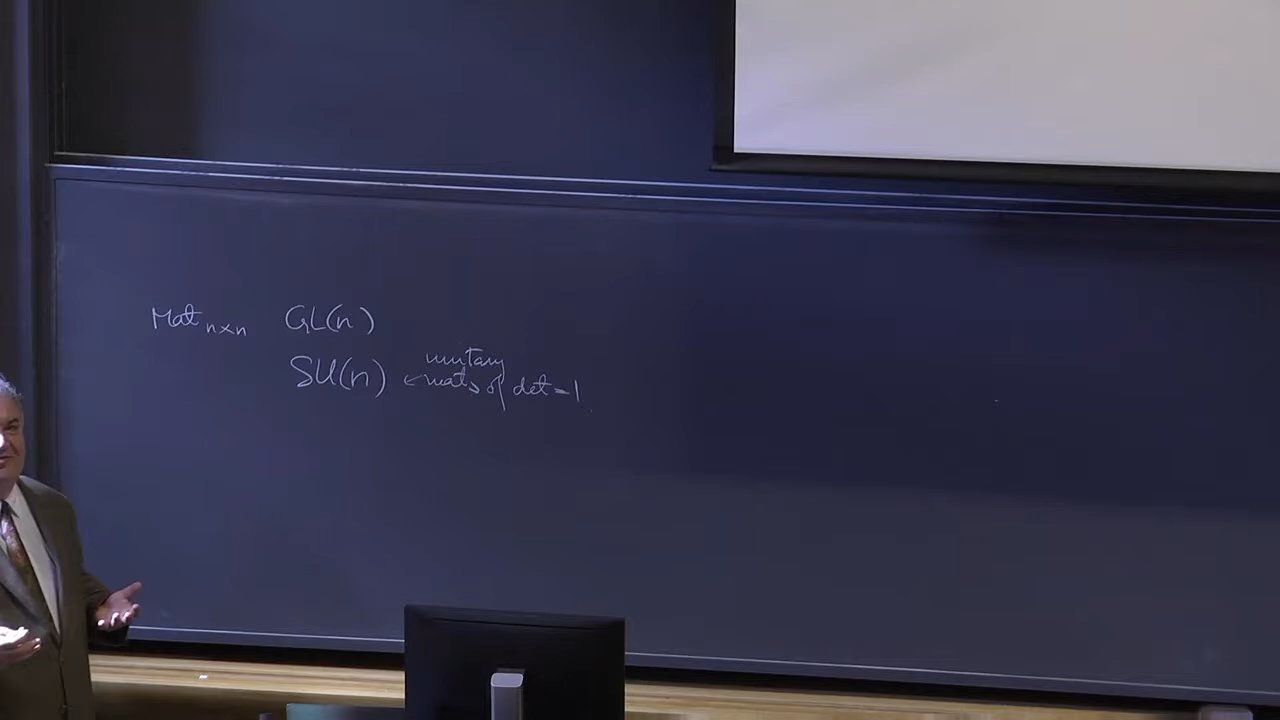 Mat n×n GL(n)
SU(n) ← unitary
mats of det = 1.